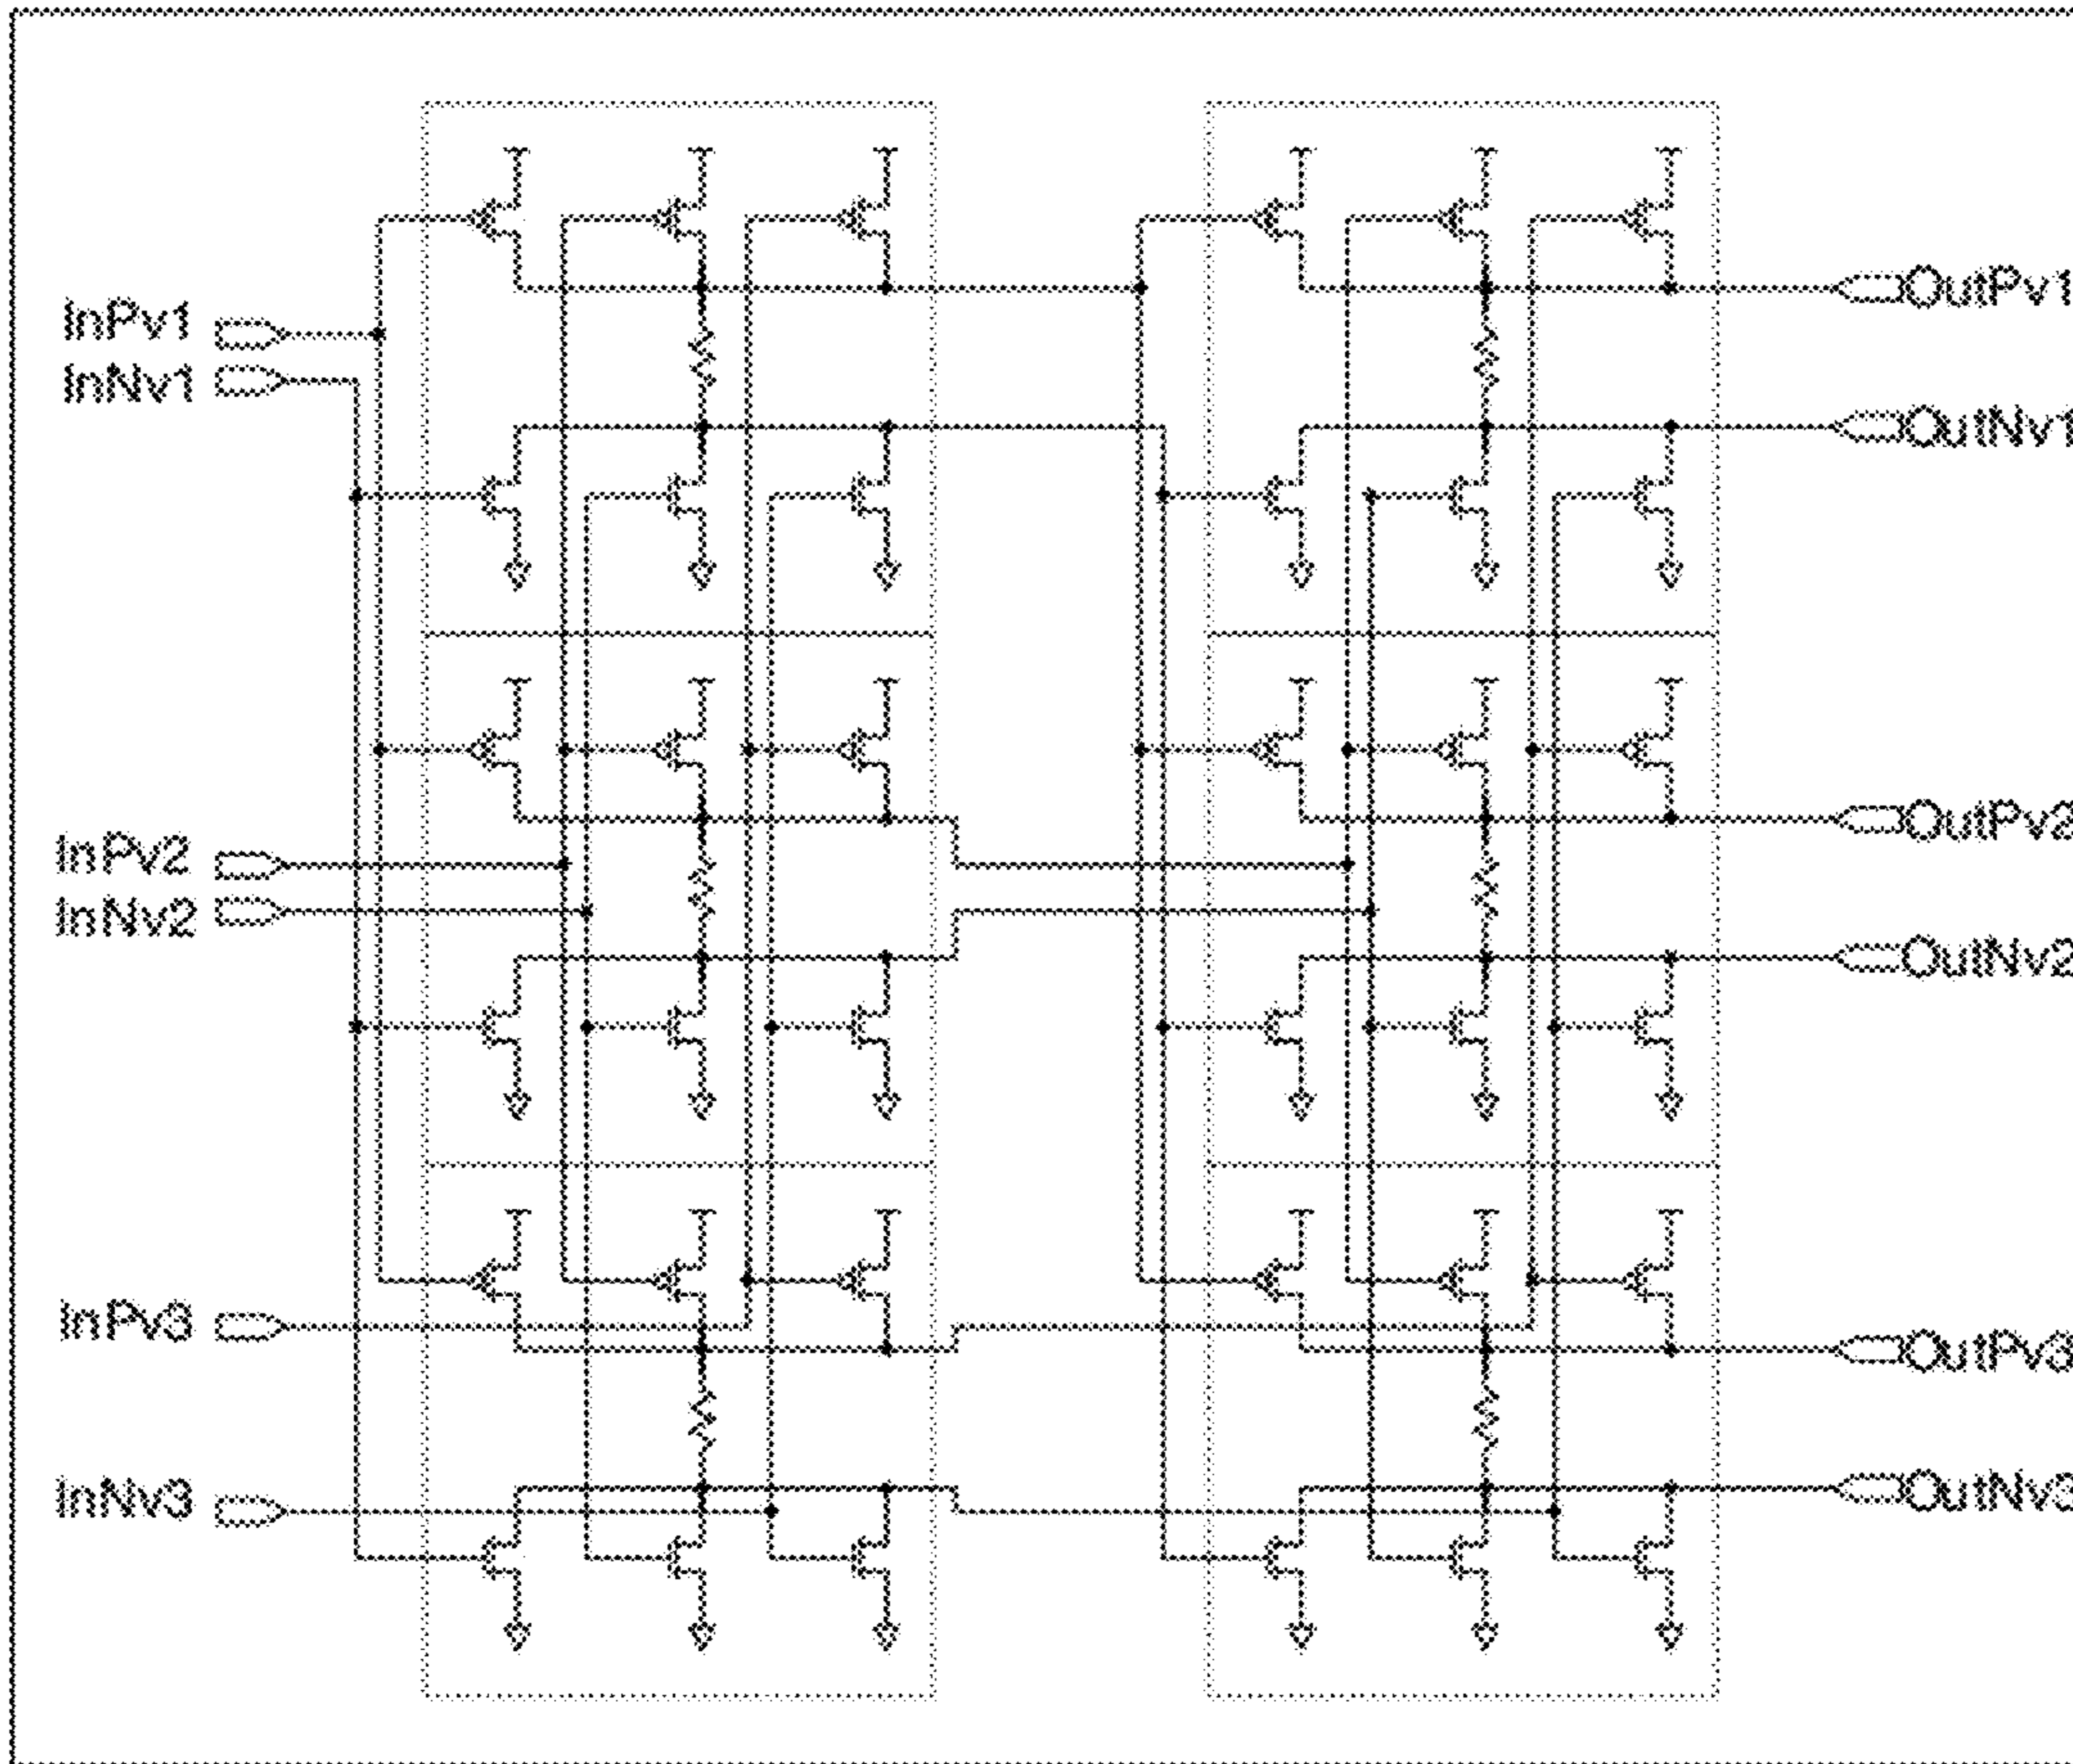 InPv1
InNv1
OutPv1
OutNv1
InPv2
InNv2
OutPv2
OutNv2
InPv3
InNv3
OutPv3
OutNv3